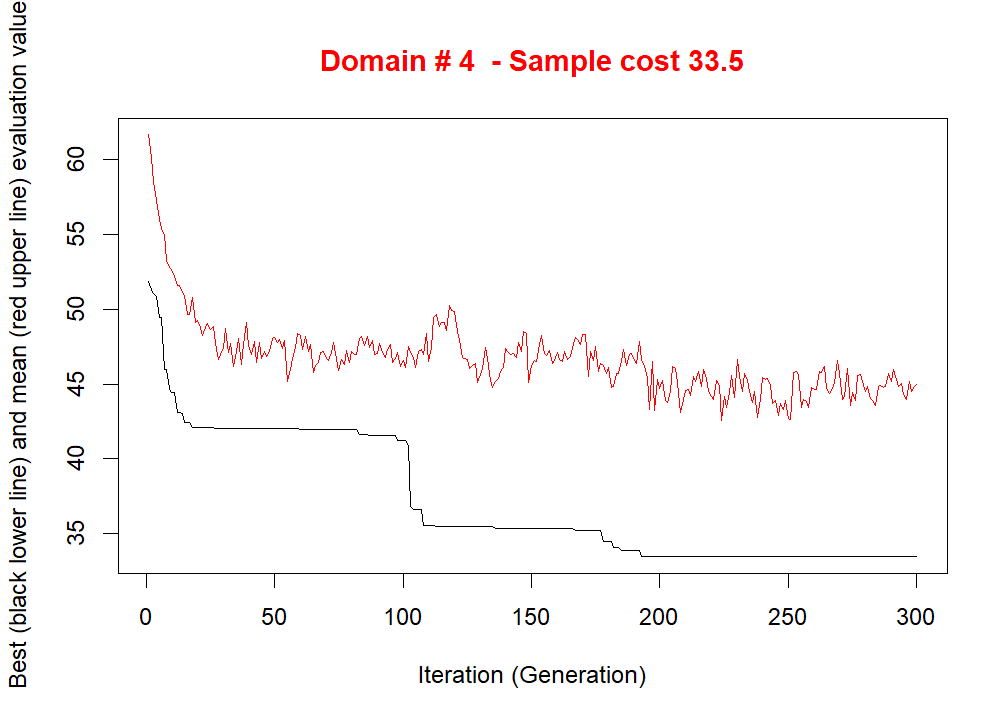 Domain # 4  - Sample cost 33.5
Best (black lower line) and mean (red upper line) evaluation value
60
55
50
45
40
35
0 50 100 150 200 250 300
Iteration (Generation)